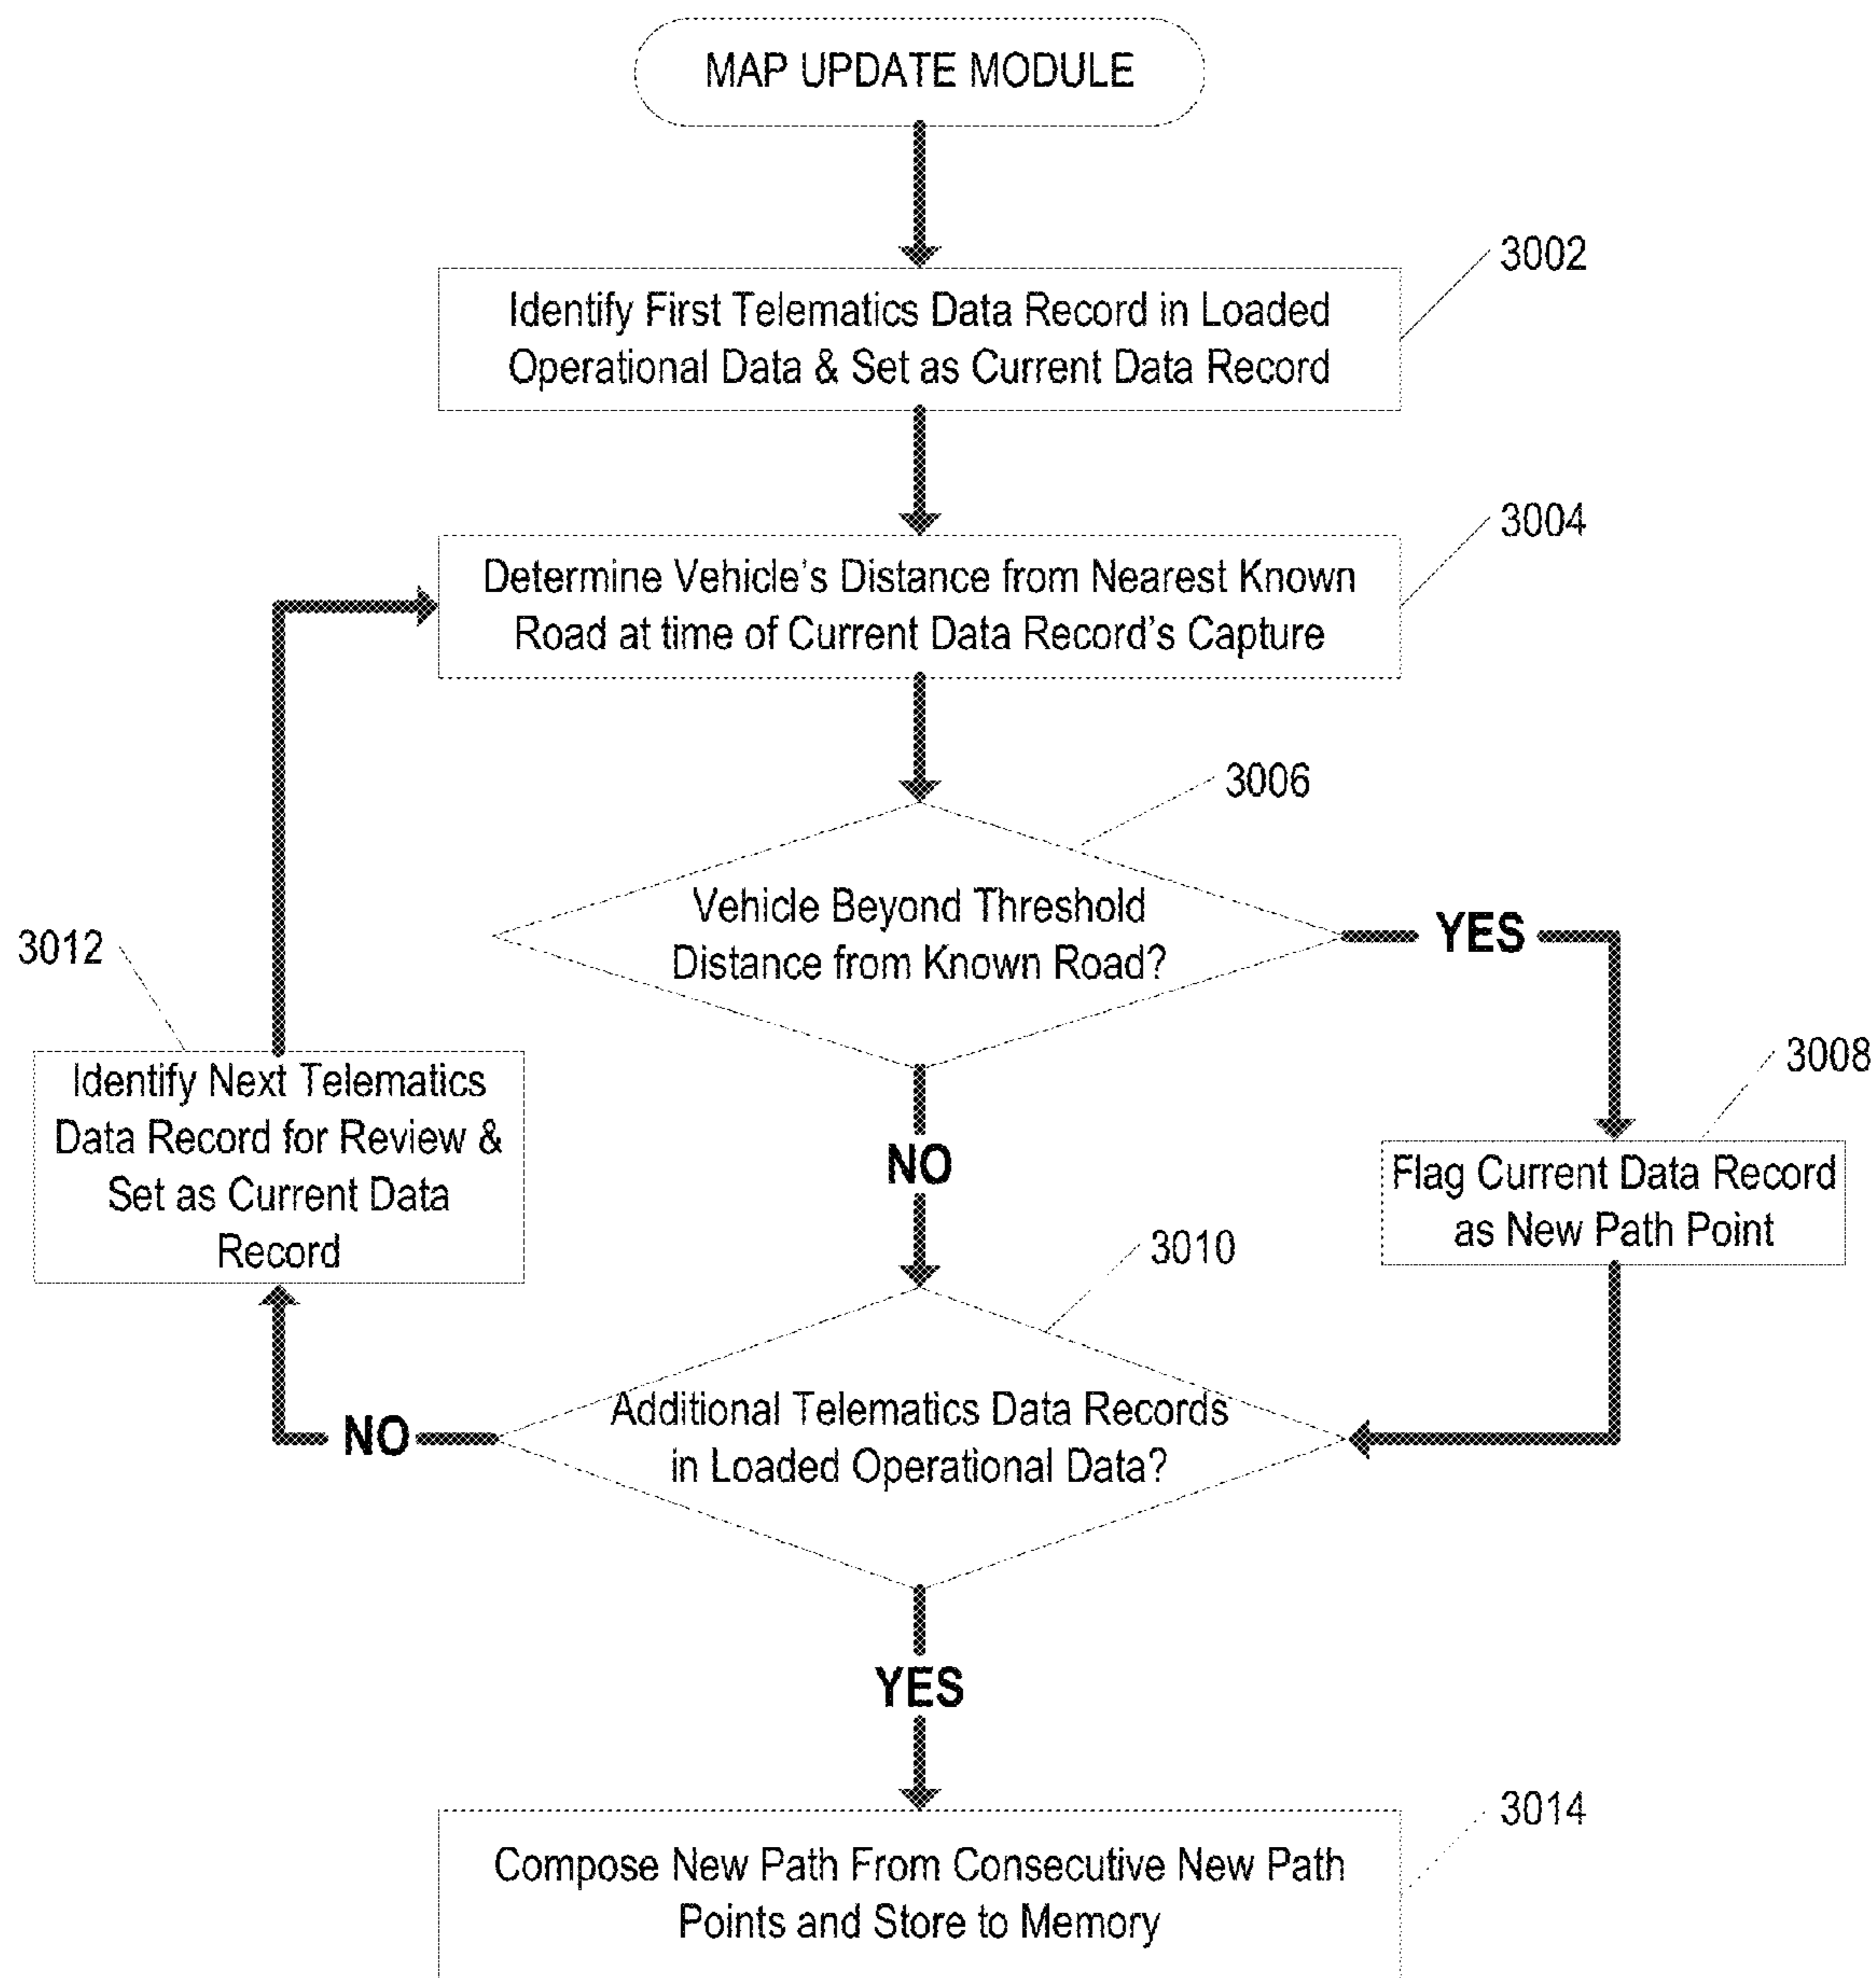 MAP UPDATE MODULE
3002
Identify First Telematics Data Record in Loaded
Operational Data & Set as Current Data Record
3004
Determine Vehicle's Distance from Nearest Known
Road at time of Current Data Record's Capture
3006
Vehicle Beyond Threshold
Distance from Known Road?
YES
3008
Flag Current Data Record
as New Path Point
NO
3012
Identify Next Telematics
Data Record for Review &
Set as Current Data
Record
3010
Additional Telematics Data Records
in Loaded Operational Data?
NO
YES
3014
Compose New Path From Consecutive New Path
Points and Store to Memory